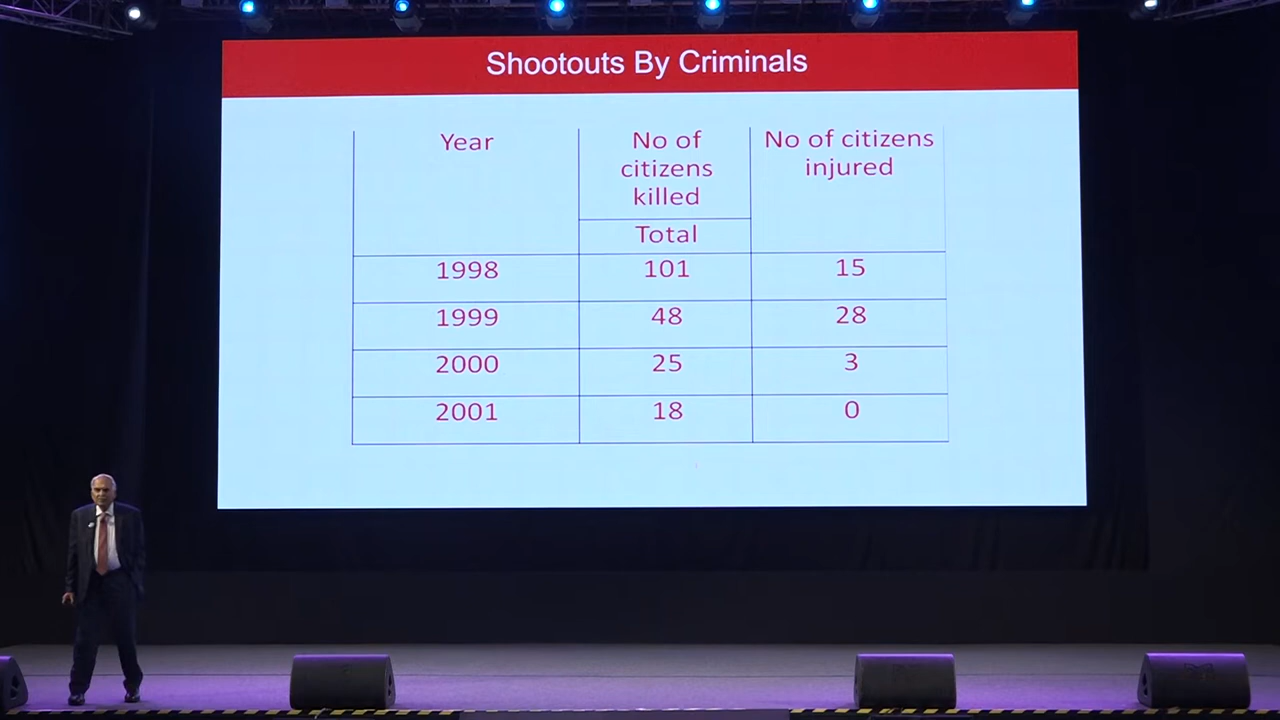 Shootouts By Criminals
Year
No of
citizens
killed
No of citizens
injured
Total
1998 101 15
1999 48 28
2000 25 3
2001 18 0